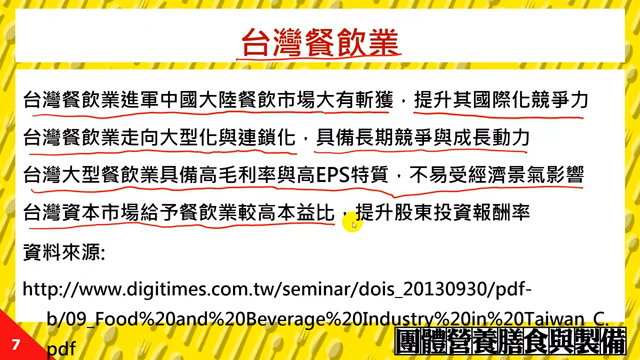 台灣餐飲業
台灣餐飲業進軍中國大陸餐飲市場大有斬獲，提升其國際化競爭力
台灣餐飲業走向大型化與連鎖化，具備長期競爭與成長動力
台灣大型餐飲業具備高毛利率與高EPS特質，不易受經濟景氣影響
台灣資本市場給予餐飲業較高本益比，提升股東投資報酬率
資料來源:
http://www.digitimes.com.tw/seminar/dois_20130930/pdf-
b/09_Food%20and%20Beverage%20Industry%20in%20Taiwan_C.
pdf
團體營養膳食與製備
7